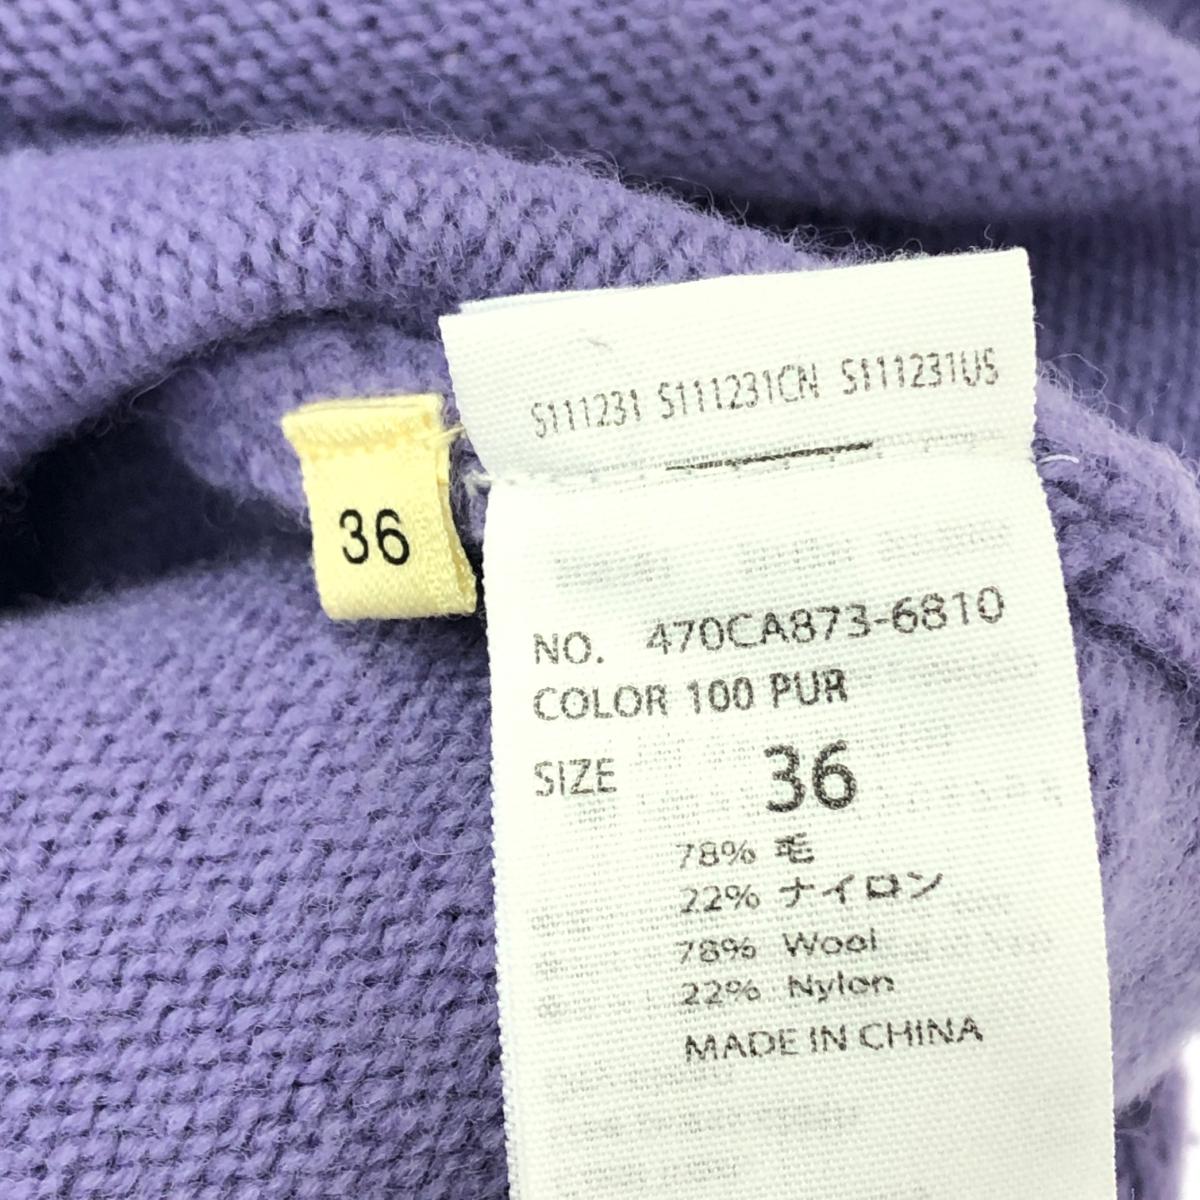 S111231 S111231CN S111231US
36
NO. 470CA873-6810
COLOR 100 PUR
SIZE 36
78% 毛
22% ナイロン
78% Wool
22% Nylon
MADE IN CHINA